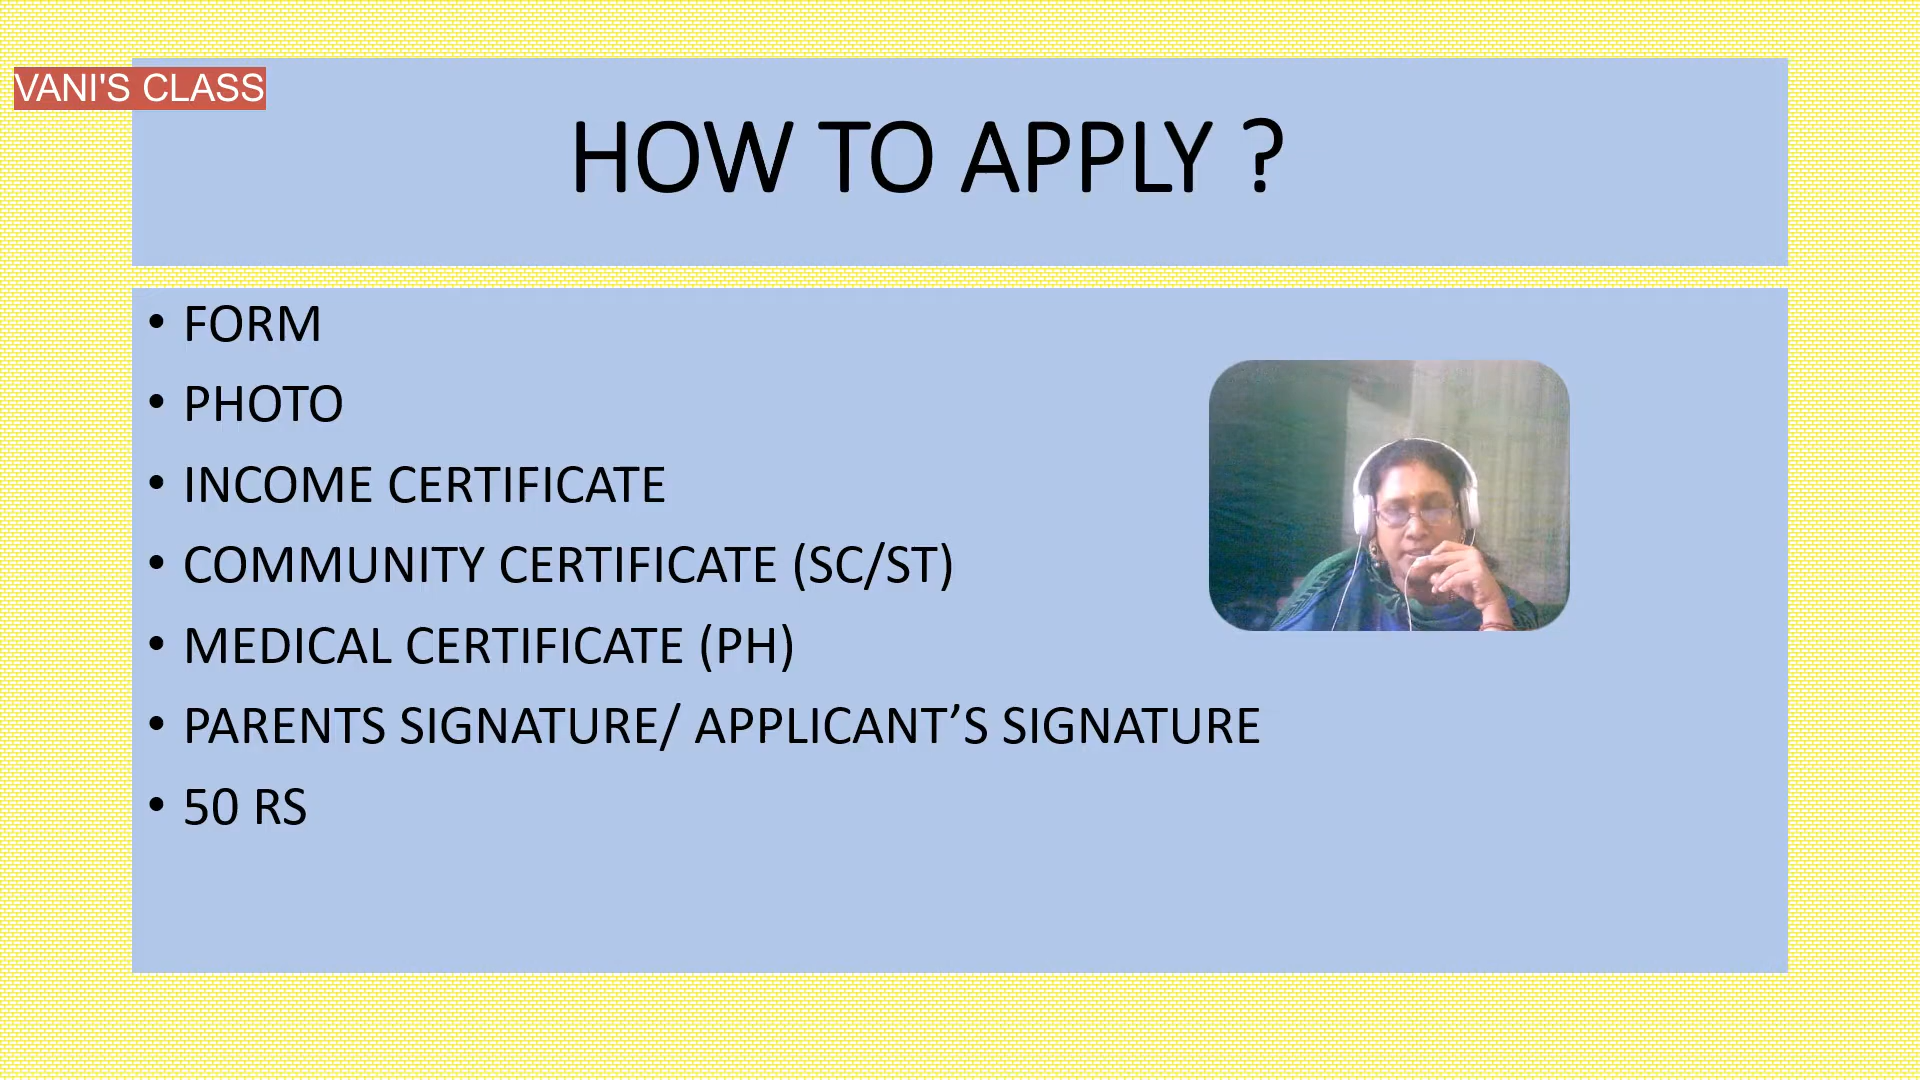 VANI'S CLASS
HOW TO APPLY ?
• FORM
• PHOTO
• INCOME CERTIFICATE
• COMMUNITY CERTIFICATE (SC/ST)
• MEDICAL CERTIFICATE (PH)
• PARENTS SIGNATURE/ APPLICANT’S SIGNATURE
• 50 RS